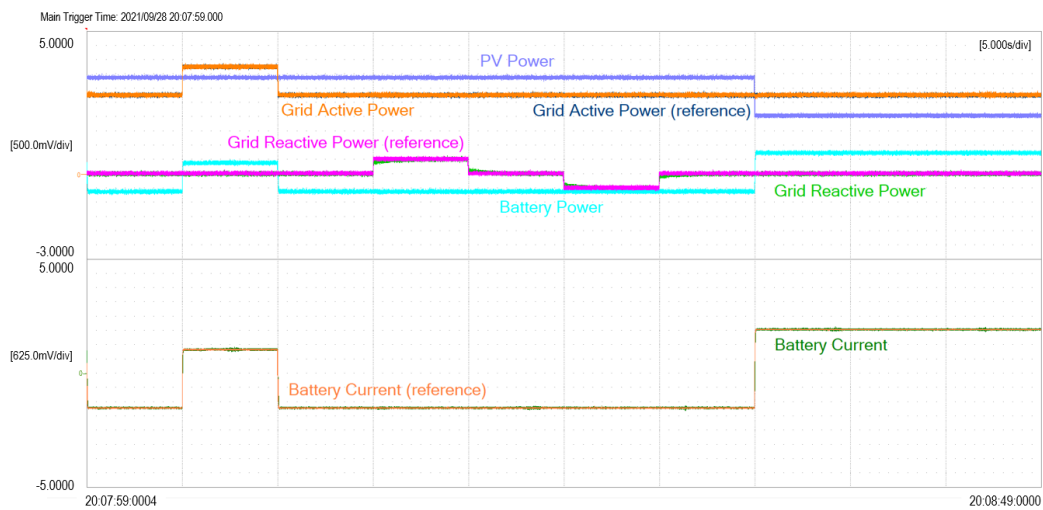 Main Trigger Time: 2021/09/28 20:07:59.000
5.0000
[5.000s/div]
PV Power
Grid Active Power
Grid Active Power (reference)
[500.0mV/div]
Grid Reactive Power (reference)
0
Grid Reactive Power
Battery Power
-3.0000
5.0000
[625.0mV/div]
Battery Current
0
Battery Current (reference)
-5.0000
20:07:59:0004
20:08:49:0000